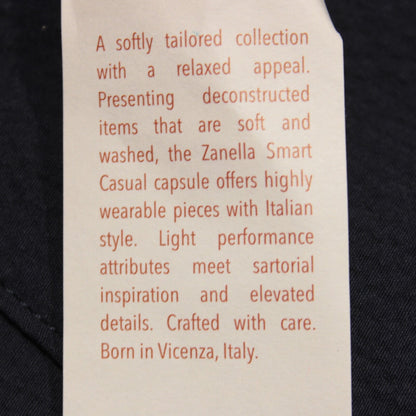 A softly tailored collection
with a relaxed appeal.
Presenting deconstructed
items that are soft and
washed, the Zanella Smart
Casual capsule offers highly
wearable pieces with Italian
style. Light performance
attributes meet sartorial
inspiration and elevated
details. Crafted with care.
Born in Vicenza, Italy.